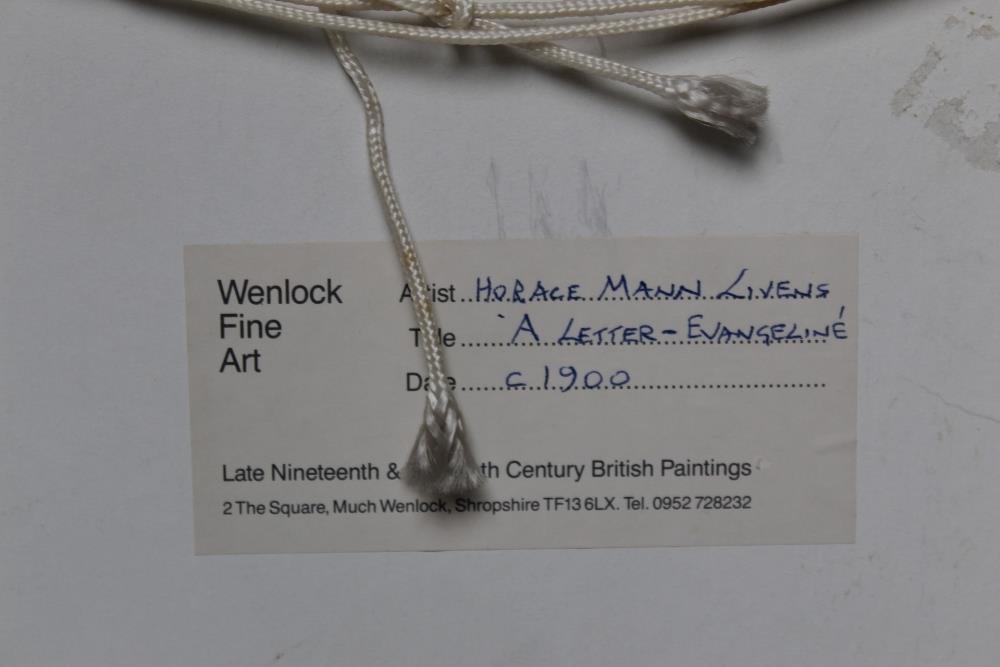 Wenlock
Fine
Art
Artist..HORACE MANN LIVENS
Title......'A LETTER - EVANGELINE'
Date......c 1900
Late Nineteenth & Century British Paintings
2 The Square, Much Wenlock, Shropshire TF13 6LX. Tel. 0952 728232